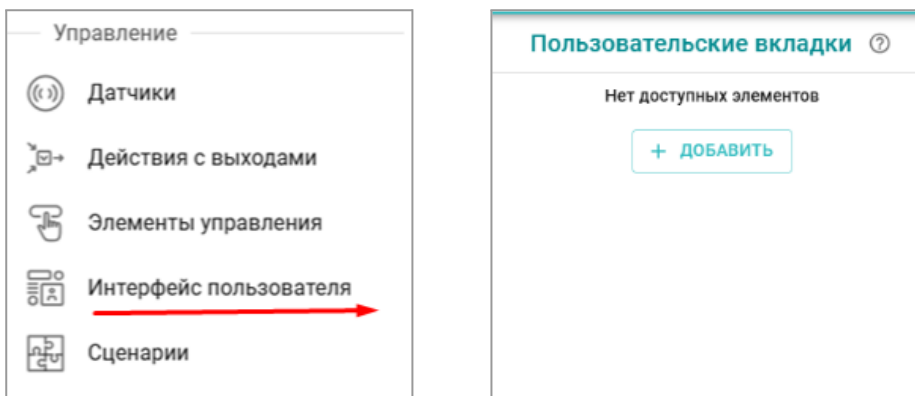 Управление
Датчики
Действия с выходами
Элементы управления
Интерфейс пользователя
Сценарии
Пользовательские вкладки ?
Нет доступных элементов
+ ДОБАВИТЬ